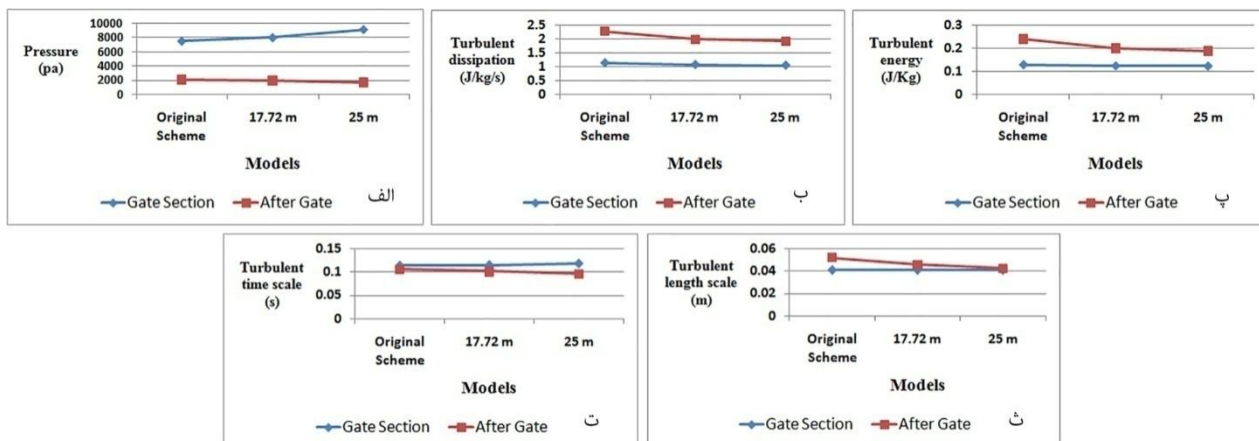 Pressure
(pa)
10000
8000
6000
4000
2000
0
Original
Scheme
17.72 m
25 m
Models
Gate Section
After Gate
الف
Turbulent
dissipation
(J/kg/s)
2.5
2
1.5
1
0.5
0
Original
Scheme
17.72 m
25 m
Models
Gate Section
After Gate
ب
Turbulent
energy
(J/Kg)
0.3
0.2
0.1
0
Original
Scheme
17.72 m
25 m
Models
Gate Section
After Gate
پ
Turbulent
time scale
(s)
0.15
0.1
0.05
0
Original
Scheme
17.72 m
25 m
Models
Gate Section
After Gate
ت
Turbulent
length scale
(m)
0.06
0.04
0.02
0
Original
Scheme
17.72 m
25 m
Models
Gate Section
After Gate
ث